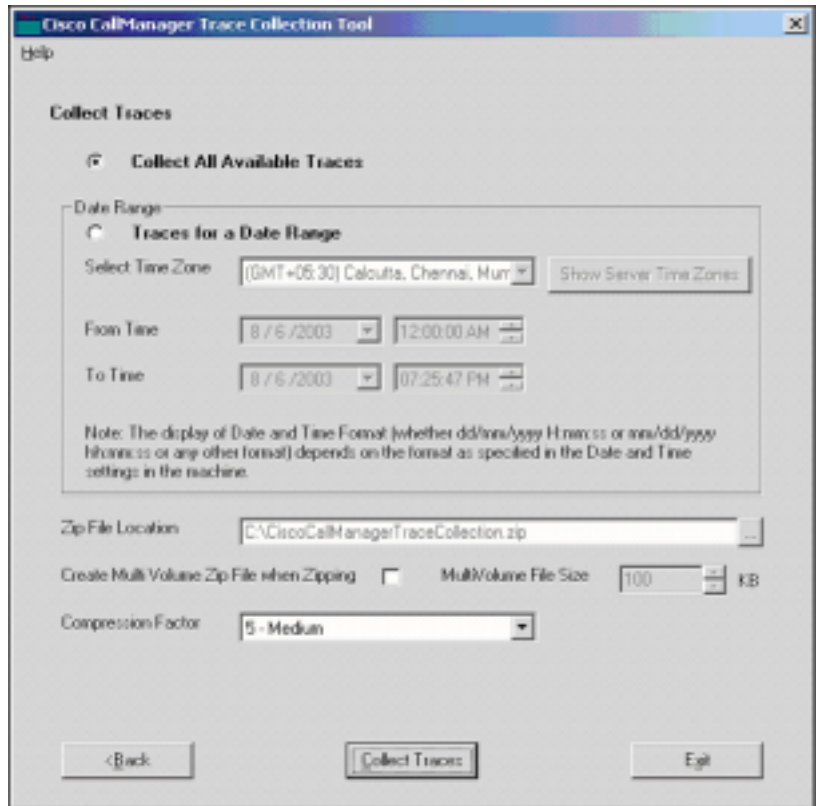 Cisco CallManager Trace Collection Tool
Help
Collect Traces
Collect All Available Traces
Date Range
Traces for a Date Range
Select Time Zone (GMT+05:30) Calcutta, Chennai, Mum Show Server Time Zones
From Time 8 / 6 /2003 12:00:00 AM
To Time 8 / 6 /2003 07:25:47 PM
Note: The display of Date and Time Format (whether dd/mm/yyyy H:mm:ss or mm/dd/yyyy
hh:mm:ss or any other format) depends on the format as specified in the Date and Time
settings in the machine.
Zip File Location C:\CiscoCallManagerTraceCollection.zip ...
Create Multi Volume Zip File when Zipping MultiVolume File Size 100 KB
Compression Factor 5 - Medium
<Back Collect Traces Exit